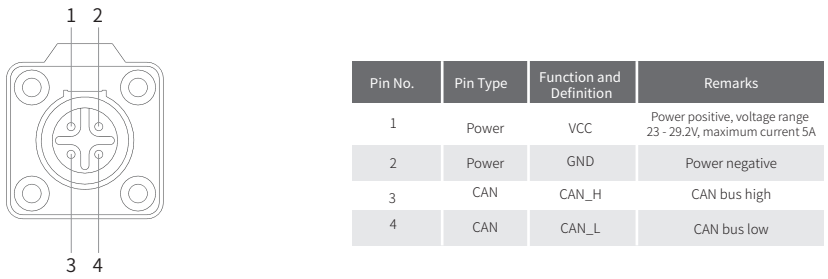 1 2
3 4
Pin No. Pin Type Function and Definition Remarks
1 Power VCC Power positive, voltage range 23 - 29.2V, maximum current 5A
2 Power GND Power negative
3 CAN CAN_H CAN bus high
4 CAN CAN_L CAN bus low